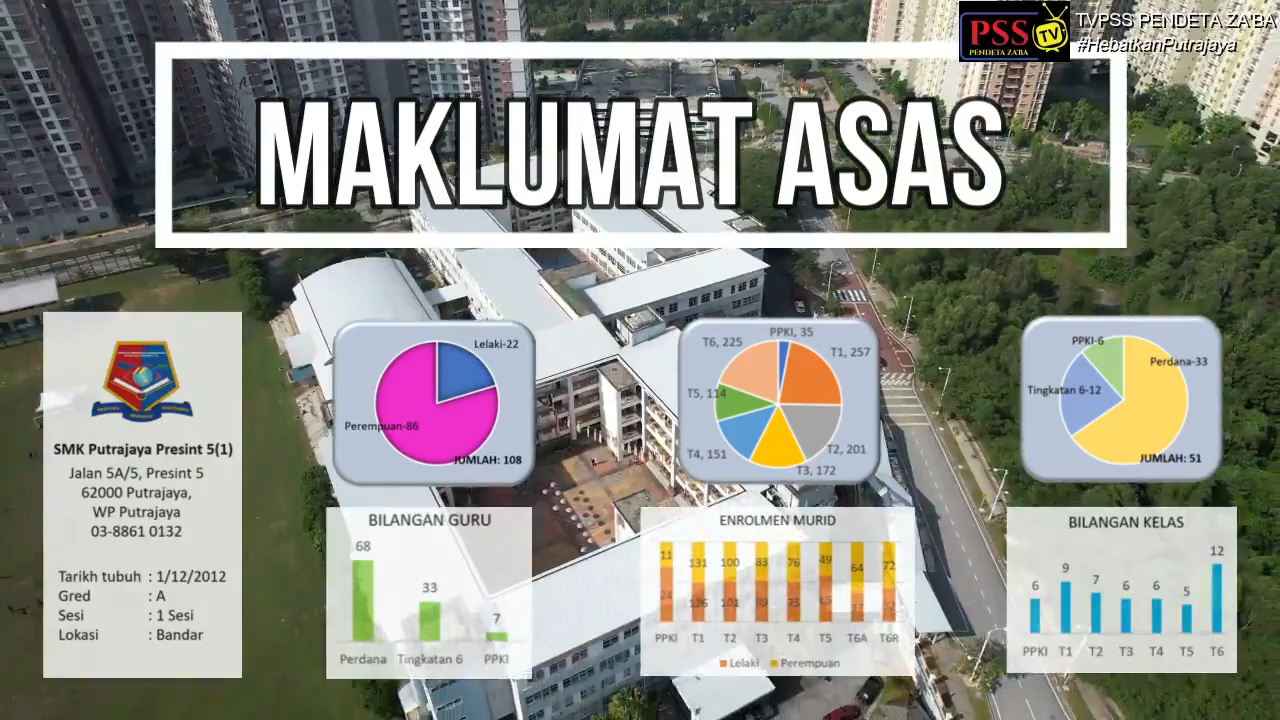 PSS
TV
PENDETA ZA'BA
TVPSS PENDETA ZA'BA
#HebatkanPutrajaya
MAKLUMAT ASAS
SMK Putrajaya Presint 5(1)
Jalan 5A/5, Presint 5
62000 Putrajaya,
WP Putrajaya
03-8861 0132
Tarikh tubuh : 1/12/2012
Gred : A
Sesi : 1 Sesi
Lokasi : Bandar
Lelaki-22
Perempuan-86
JUMLAH: 108
PPKI, 35
T1, 257
T2, 201
T3, 172
T4, 151
T5, 114
T6, 225
PPKI-6
Perdana-33
Tingkatan 6-12
JUMLAH: 51
BILANGAN GURU
68
33
7
Perdana Tingkatan 6 PPKI
ENROLMEN MURID
11 131 100 83 76 49 64 72
24 126 101 89 75
PPKI T1 T2 T3 T4 T5 T6A T6R
Lelaki Perempuan
BILANGAN KELAS
6 9 7 6 6 5 12
PPKI T1 T2 T3 T4 T5 T6